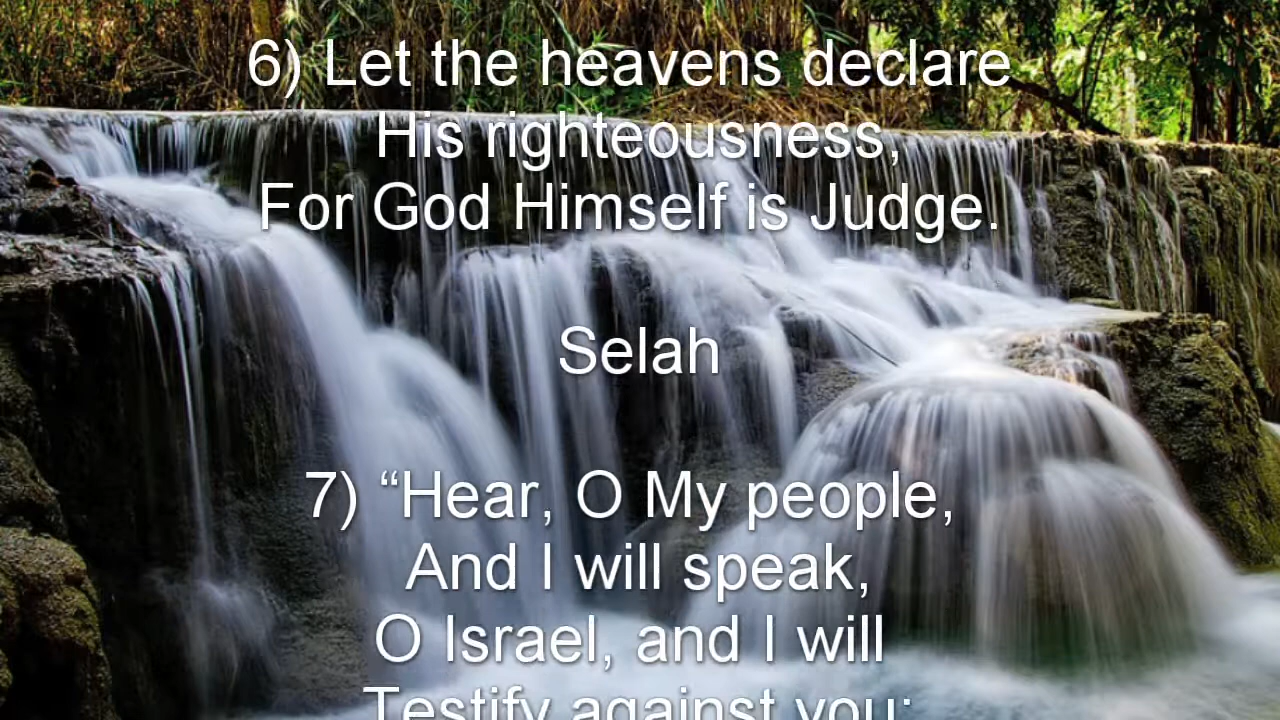 6) Let the heavens declare
His righteousness,
For God Himself is Judge.
Selah
7) “Hear, O My people,
And I will speak,
O Israel, and I will
Testify against you;